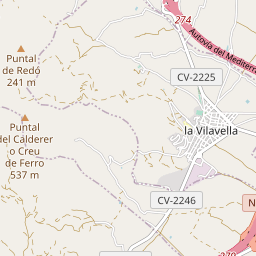 274
Autovía del Mediterr
Puntal
de Redó
241 m
CV-2225
la Vilavella
Puntal
del Calderer
o Creu
de Ferro
537 m
CV-2246
N
270